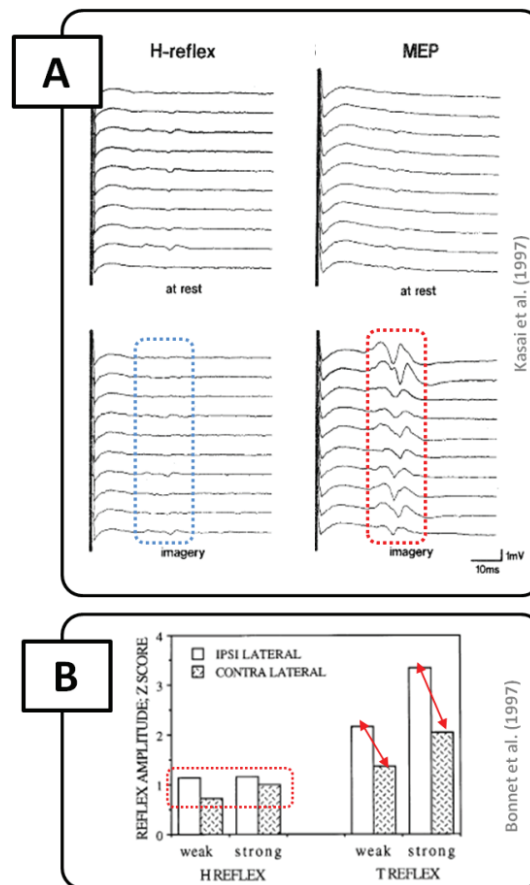 A
H-reflex
MEP
at rest
at rest
imagery
imagery
1mV
10ms
Kasai et al. (1997)
B
REFLEX AMPLITUDE; Z SCORE
4
3
2
1
0
IPSI LATERAL
CONTRA LATERAL
weak strong weak strong
H REFLEX T REFLEX
Bonnet et al (1997)